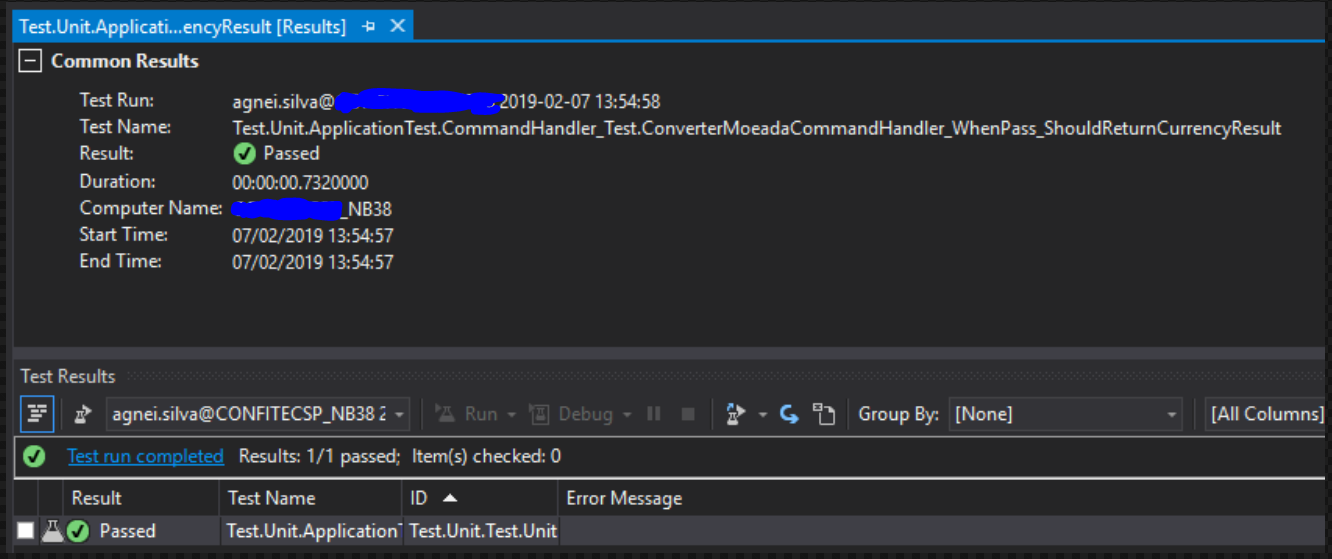 Test.Unit.Applicati...encyResult [Results]
Common Results
Test Run: agnei.silva@ 2019-02-07 13:54:58
Test Name: Test.Unit.ApplicationTest.CommandHandler_Test.ConverterMoeadaCommandHandler_WhenPass_ShouldReturnCurrencyResult
Result: Passed
Duration: 00:00:00.7320000
Computer Name: _NB38
Start Time: 07/02/2019 13:54:57
End Time: 07/02/2019 13:54:57
Test Results
agnei.silva@CONFITECSP_NB38 2 Run Debug Group By: [None] [All Columns]
Test run completed Results: 1/1 passed; Item(s) checked: 0
Result Test Name ID Error Message
Passed Test.Unit.Application Test.Unit.Test.Unit